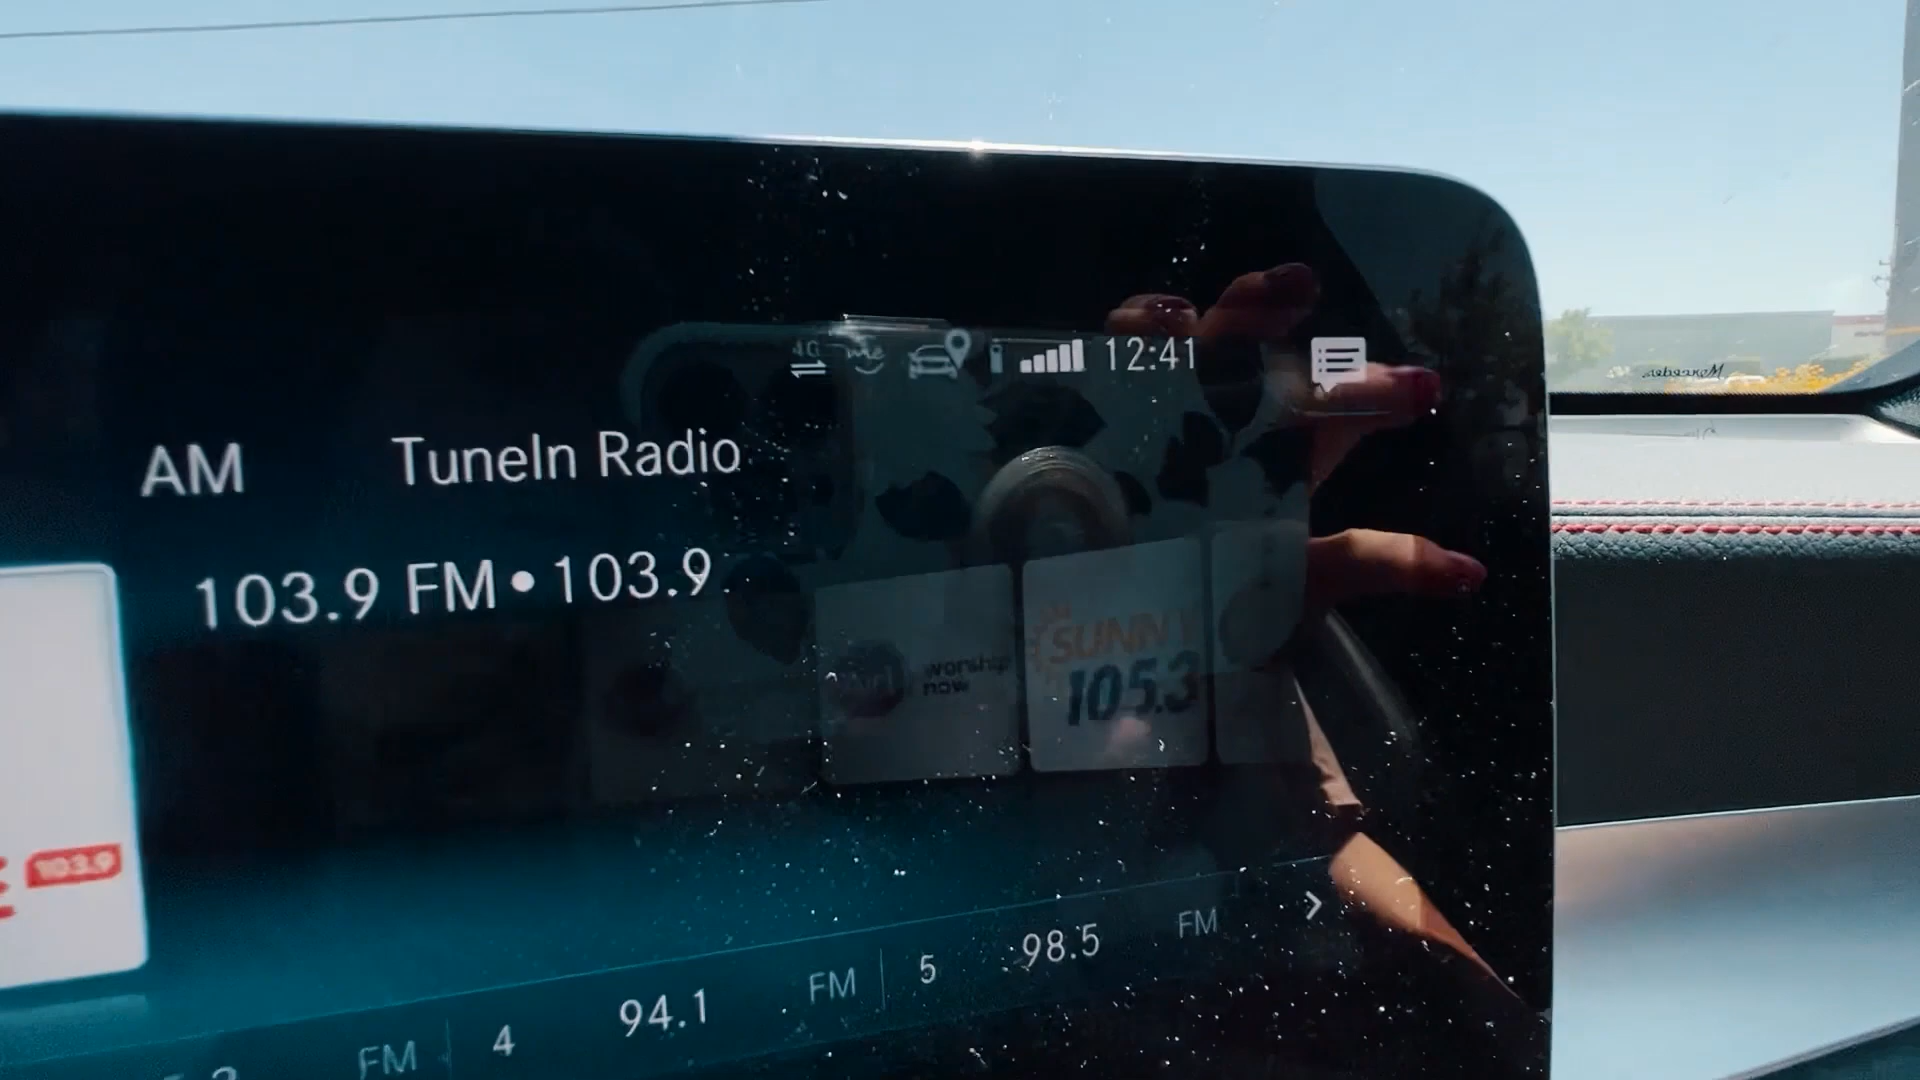 12:41
AM TuneIn Radio
103.9 FM•103.9
worship
now
SUNNY
105.3
103.9
FM 4 94.1 FM 5 98.5 FM